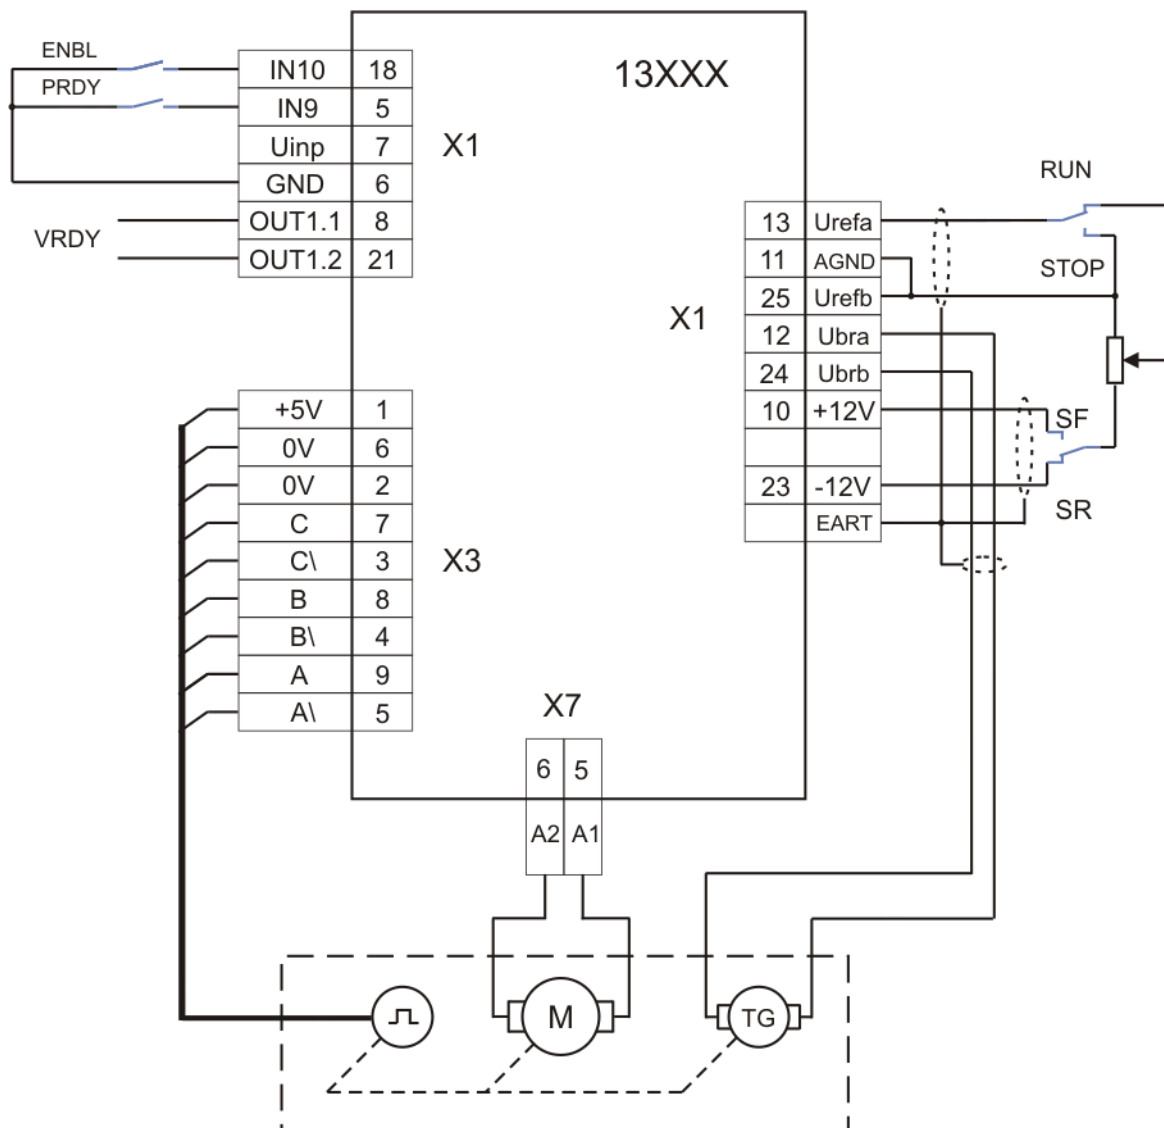 13XXX
ENBL
PRDY
VRDY
IN10 18
IN9 5
Uinp 7
GND 6
OUT1.1 8
OUT1.2 21
X1
RUN
STOP
13 Urefa
11 AGND
25 Urefb
12 Ubra
24 Ubrb
10 +12V
23 -12V
EART
X1
SF
SR
+5V 1
0V 6
0V 2
C 7
C\ 3
B 8
B\ 4
A 9
A\ 5
X3
X7
6 5
A2 A1
M
TG